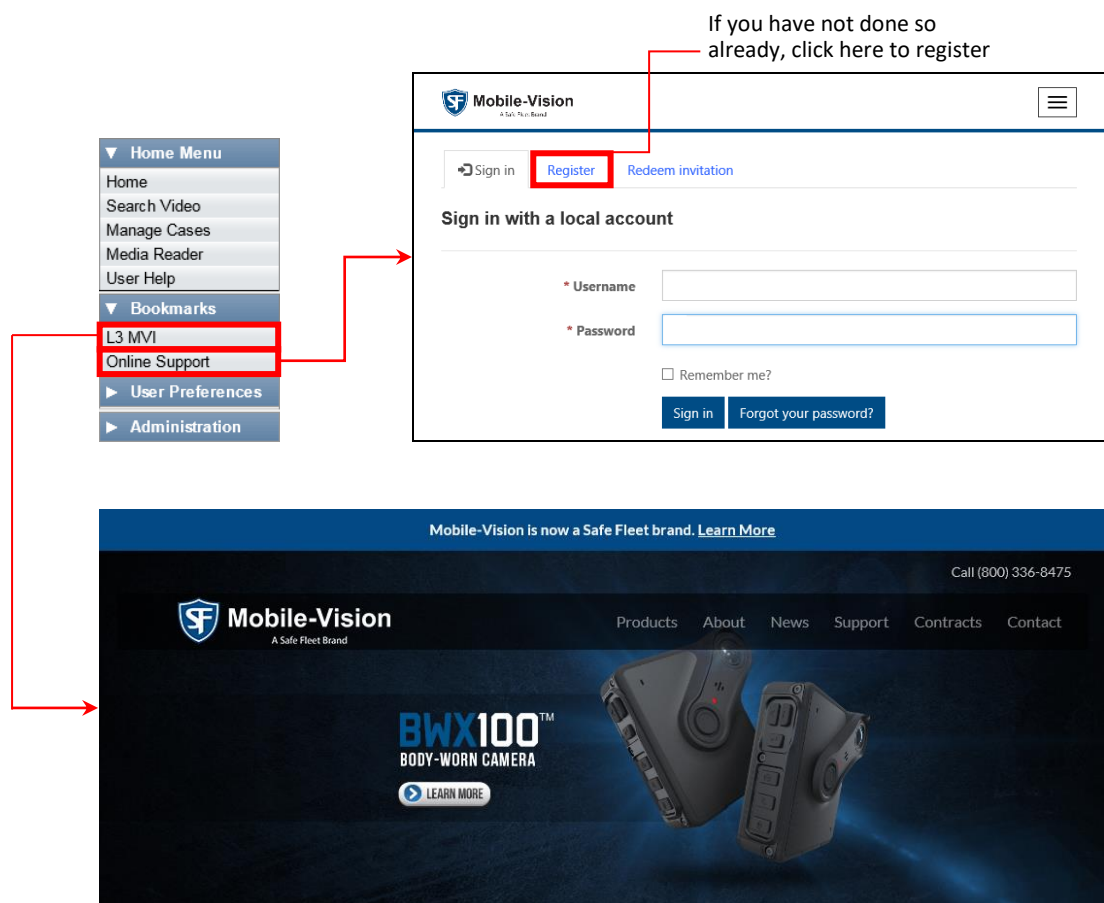 If you have not done so
already, click here to register
Mobile-Vision
A Safe Fleet Brand
Sign in
Register
Redeem invitation
Sign in with a local account
* Username
* Password
Remember me?
Sign in
Forgot your password?
▼ Home Menu
Home
Search Video
Manage Cases
Media Reader
User Help
▼ Bookmarks
L3 MVI
Online Support
► User Preferences
► Administration
Mobile-Vision is now a Safe Fleet brand. Learn More
Call (800) 336-8475
SF Mobile-Vision
A Safe Fleet Brand
Products About News Support Contracts Contact
BWX100™
BODY-WORN CAMERA
LEARN MORE